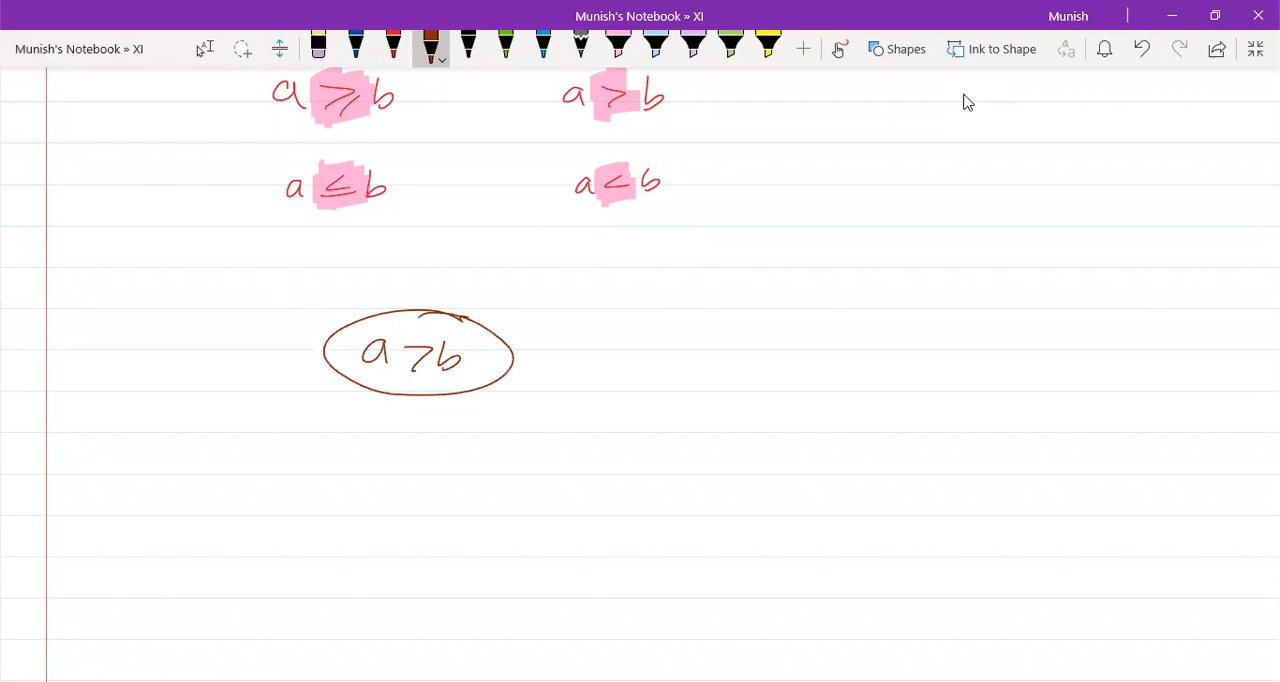 Munish's Notebook » XI
Munish
Munish's Notebook » XI
Shapes
Ink to Shape
a ≥ b a > b
a ≤ b a < b
a > b